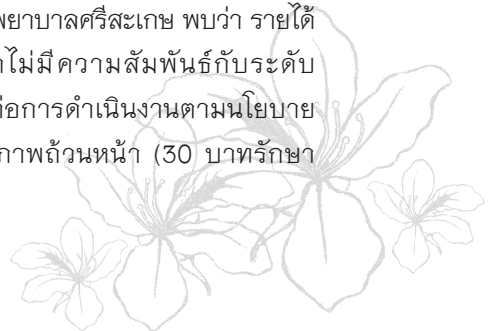 พยาบาลศรีสะเกษ พบว่า รายได้
าไม่มีความสัมพันธ์กับระดับ
ต่อการดำเนินงานตามนโยบาย
ภาพถ้วนหน้า (30 บาทรักษา